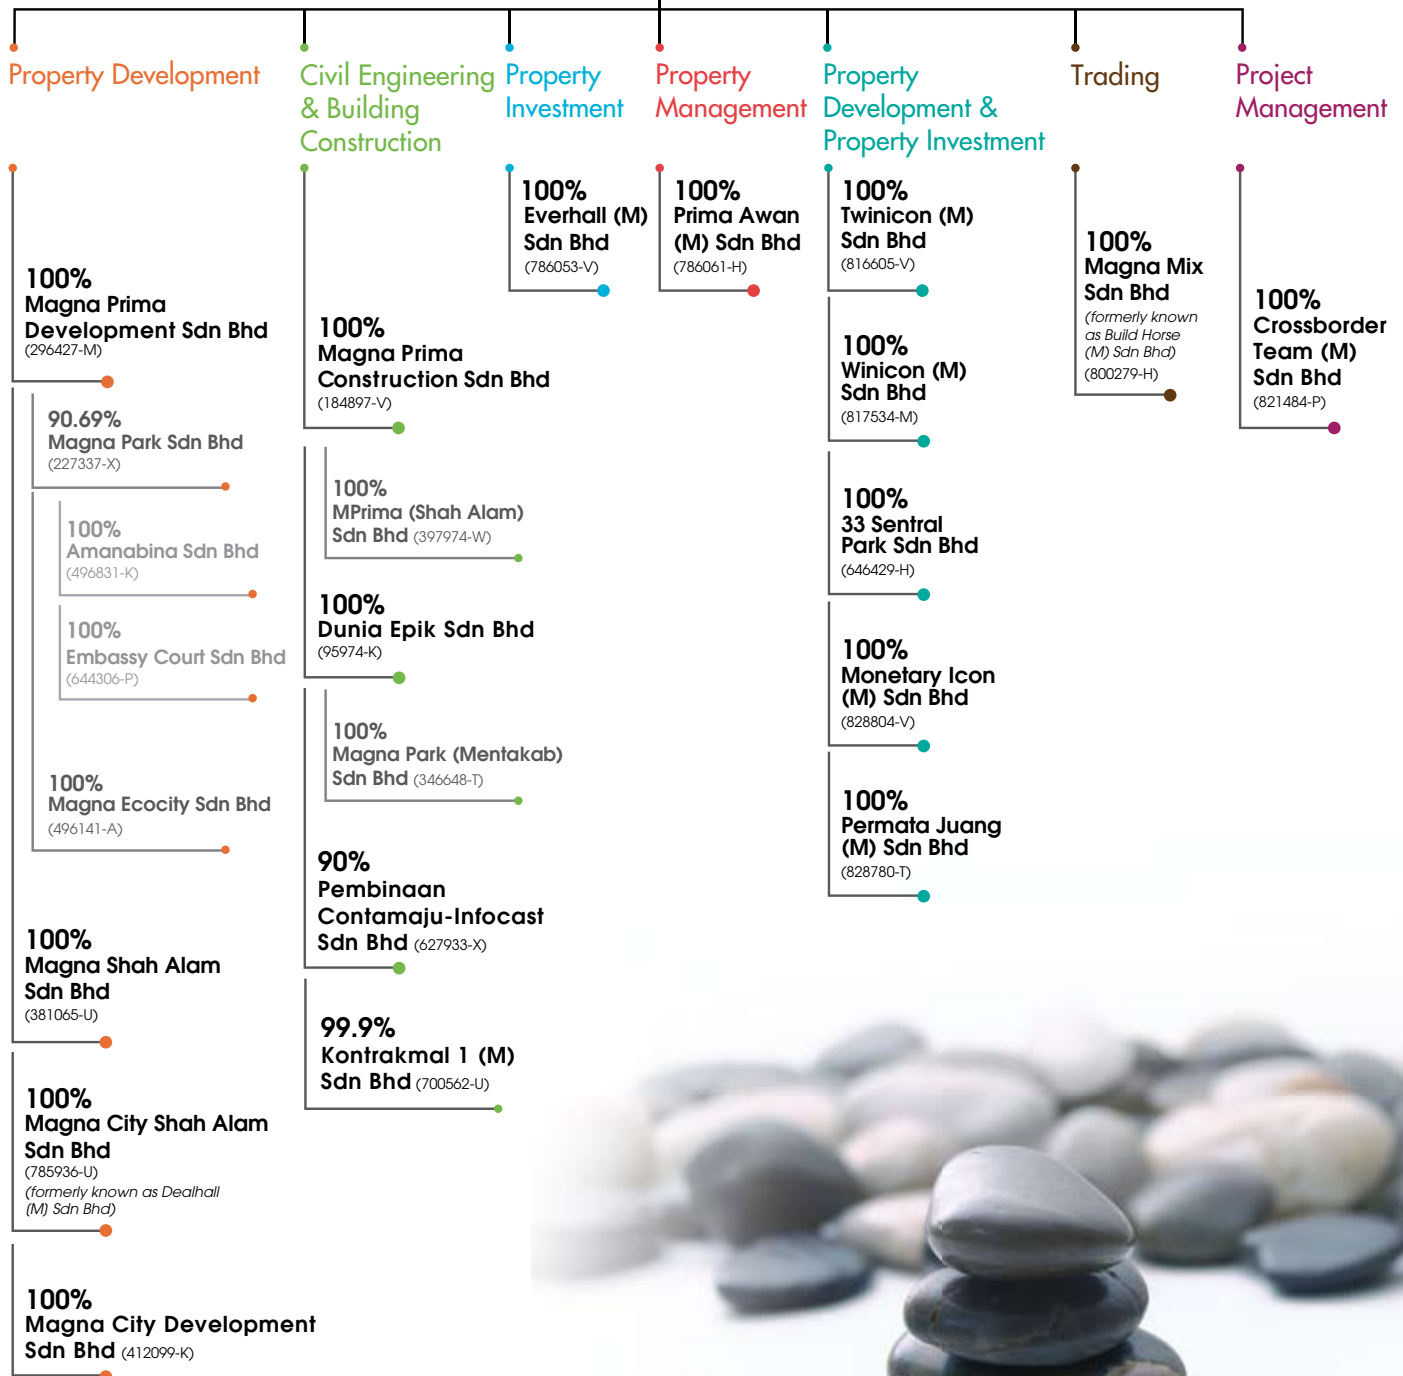 Property Development
100%
Magna Prima
Development Sdn Bhd
(296427-M)
90.69%
Magna Park Sdn Bhd
(227337-X)
100%
Amanabina Sdn Bhd
(496831-K)
100%
Embassy Court Sdn Bhd
(644306-P)
100%
Magna Ecocity Sdn Bhd
(496141-A)
100%
Magna Shah Alam
Sdn Bhd
(381065-U)
100%
Magna City Shah Alam
Sdn Bhd
(785936-U)
(formerly known as Dealhall
(M) Sdn Bhd)
100%
Magna City Development
Sdn Bhd (412099-K)
Civil Engineering
& Building
Construction
100%
Magna Prima
Construction Sdn Bhd
(184897-V)
100%
MPrima (Shah Alam)
Sdn Bhd (397974-W)
100%
Dunia Epik Sdn Bhd
(95974-K)
100%
Magna Park (Mentakab)
Sdn Bhd (346648-T)
90%
Pembinaan
Contamaju-Infocast
Sdn Bhd (627933-X)
99.9%
Kontrakmal 1 (M)
Sdn Bhd (700562-U)
Property
Investment
100%
Everhall (M)
Sdn Bhd
(786053-V)
Property
Management
100%
Prima Awan
(M) Sdn Bhd
(786061-H)
Property
Development &
Property Investment
100%
Twinicon (M)
Sdn Bhd
(816605-V)
100%
Winicon (M)
Sdn Bhd
(817534-M)
100%
33 Sentral
Park Sdn Bhd
(646429-H)
100%
Monetary Icon
(M) Sdn Bhd
(828804-V)
100%
Permata Juang
(M) Sdn Bhd
(828780-T)
Trading
100%
Magna Mix
Sdn Bhd
(formerly known
as Build Horse
(M) Sdn Bhd)
(800279-H)
Project
Management
100%
Crossborder
Team (M)
Sdn Bhd
(821484-P)